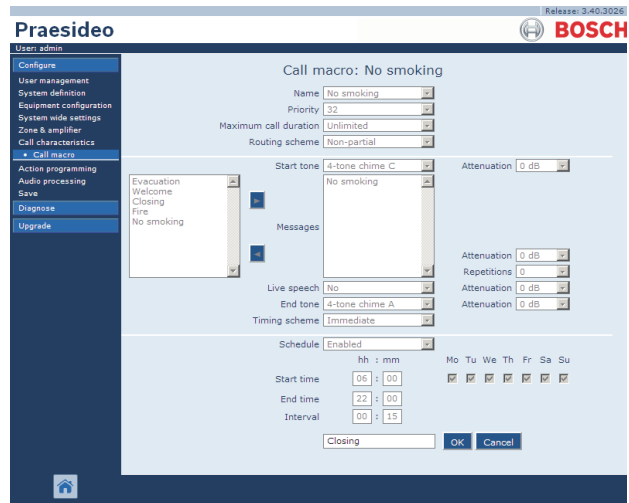 Release: 3.40.3026
Praesideo
BOSCH
User: admin
Configure
User management
System definition
Equipment configuration
System wide settings
Zone & amplifier
Call characteristics
• Call macro
Action programming
Audio processing
Save
Diagnose
Upgrade
Call macro: No smoking
Name No smoking
Priority 32
Maximum call duration Unlimited
Routing scheme Non-partial
Start tone 4-tone chime C Attenuation 0 dB
Evacuation
Welcome
Closing
Fire
No smoking
Messages
No smoking
Attenuation 0 dB
Repetitions 0
Live speech No Attenuation 0 dB
End tone 4-tone chime A Attenuation 0 dB
Timing scheme Immediate
Schedule Enabled
hh : mm Mo Tu We Th Fr Sa Su
Start time 06 : 00
End time 22 : 00
Interval 00 : 15
Closing OK Cancel